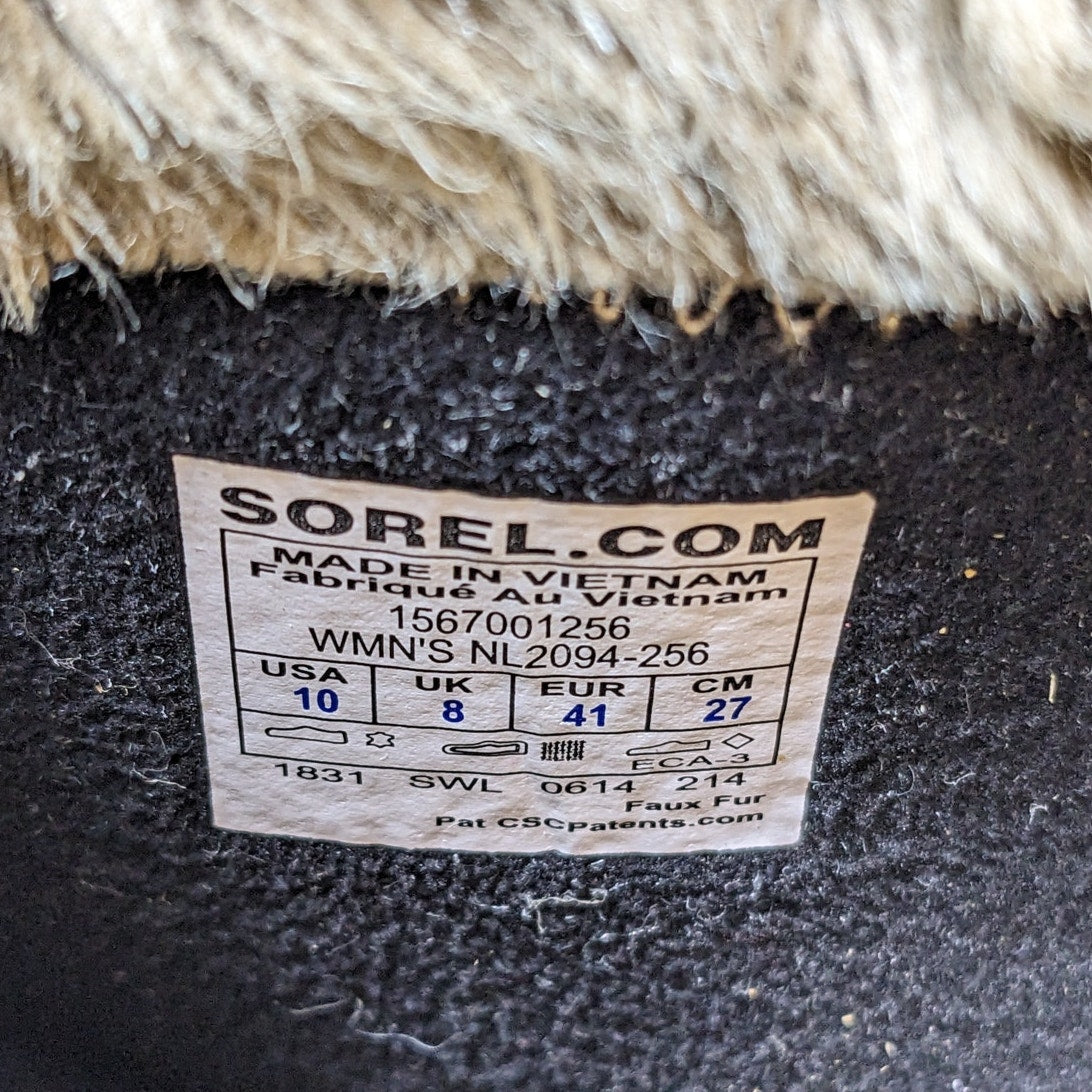 SOREL.COM
MADE IN VIETNAM
Fabriqué Au Vietnam
1567001256
WMN'S NL2094-256
USA UK EUR CM
10 8 41 27
ECA-3
1831 SWL 0614 214
Faux Fur
Pat CSCpatents.com